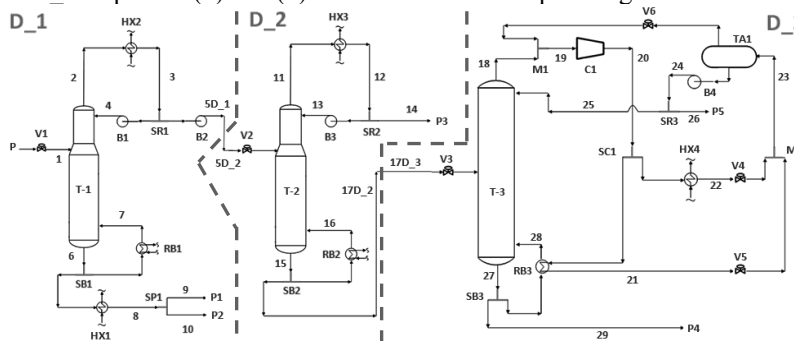 D_1
HX2
2
3
4
5D_1
B1
SR1
B2
V1
P
1
T-1
5D_2
7
6
RB1
SB1
9
P1
SP1
8
P2
10
HX1
D_2
HX3
11
12
13
14
P3
B3
SR2
V2
T-2
17D_2
16
15
RB2
SB2
17D_3
V3
V6
TA1
18
M1
19
C1
20
24
B4
23
25
SR3
26
P5
SC1
HX4
V4
22
T-3
28
27
RB3
V5
21
SB3
P4
29